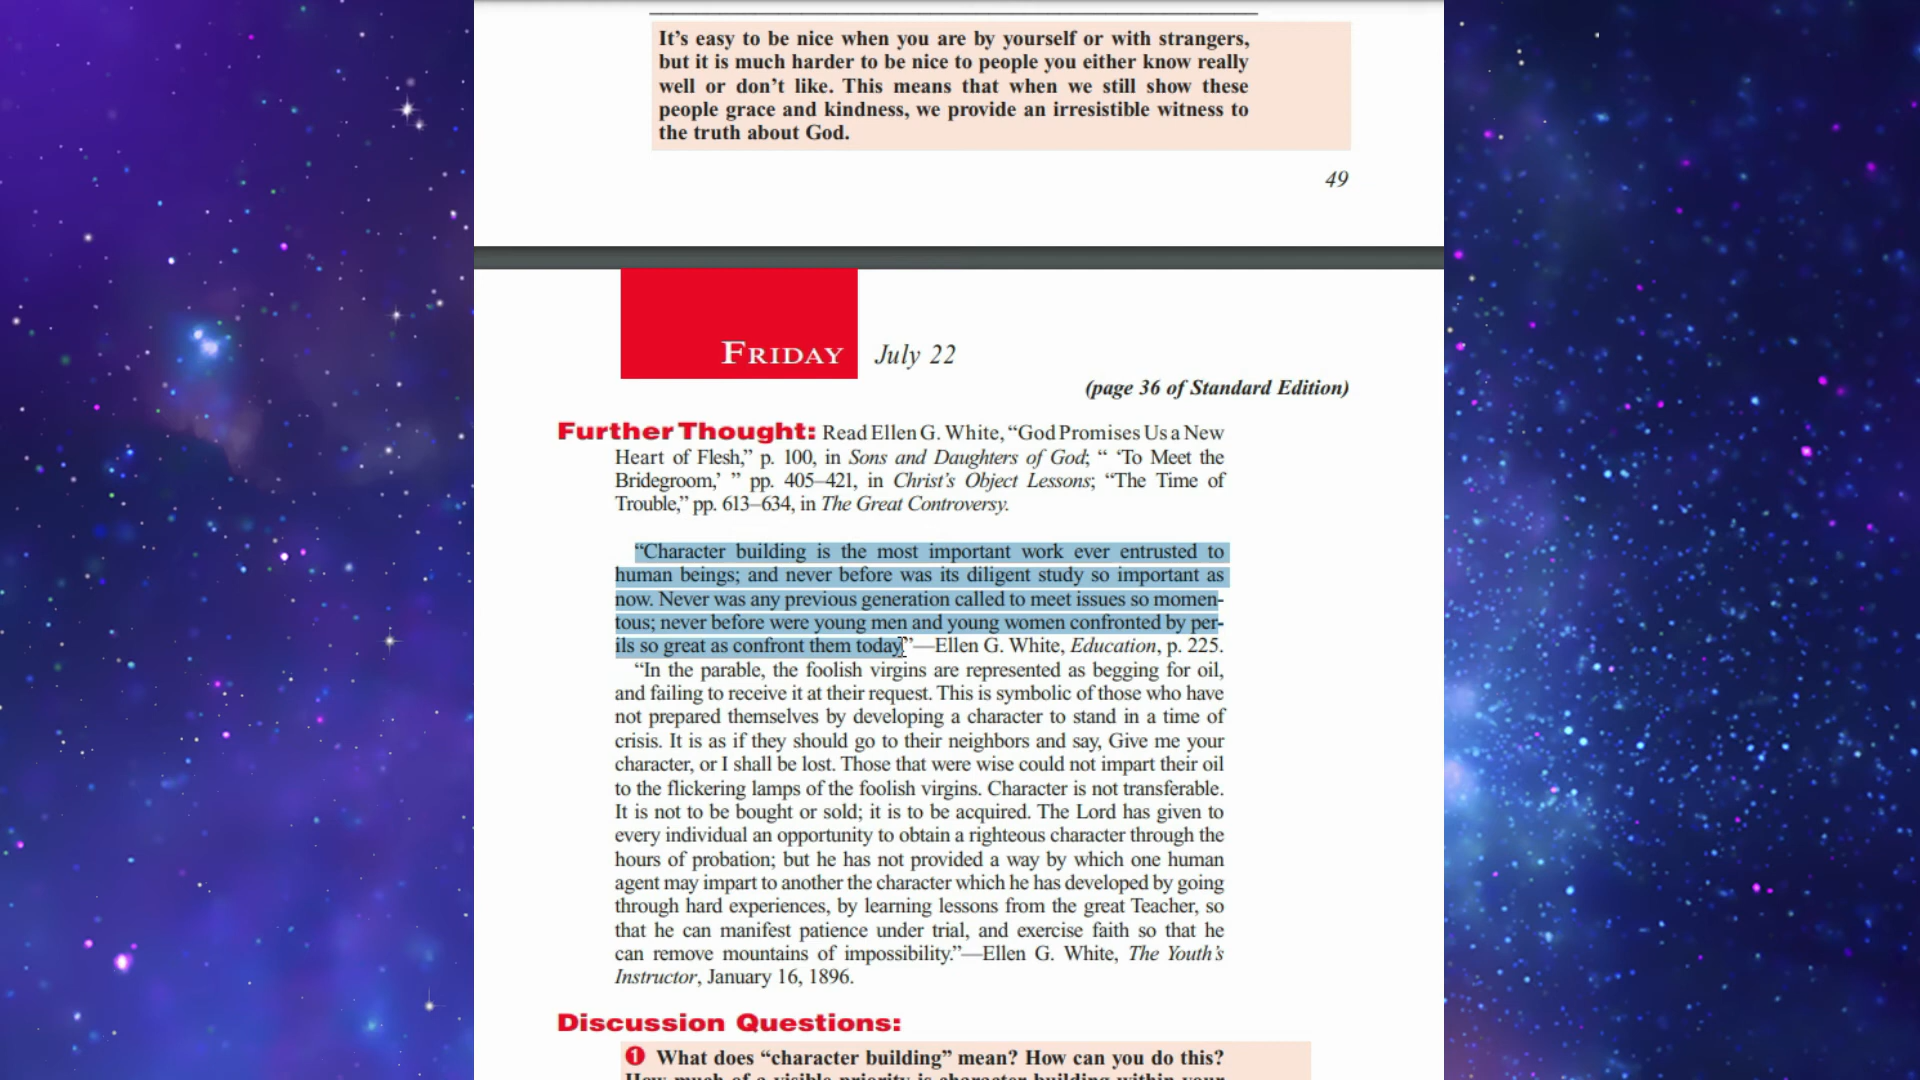 It’s easy to be nice when you are by yourself or with strangers,
but it is much harder to be nice to people you either know really
well or don’t like. This means that when we still show these
people grace and kindness, we provide an irresistible witness to
the truth about God.
49
FRIDAY July 22
(page 36 of Standard Edition)
Further Thought: Read Ellen G. White, “God Promises Us a New
Heart of Flesh,” p. 100, in Sons and Daughters of God; “ ‘To Meet the
Bridegroom,’ ” pp. 405–421, in Christ’s Object Lessons; “The Time of
Trouble,” pp. 613–634, in The Great Controversy.
“Character building is the most important work ever entrusted to
human beings; and never before was its diligent study so important as
now. Never was any previous generation called to meet issues so momen-
tous; never before were young men and young women confronted by per-
ils so great as confront them today.”—Ellen G. White, Education, p. 225.
“In the parable, the foolish virgins are represented as begging for oil,
and failing to receive it at their request. This is symbolic of those who have
not prepared themselves by developing a character to stand in a time of
crisis. It is as if they should go to their neighbors and say, Give me your
character, or I shall be lost. Those that were wise could not impart their oil
to the flickering lamps of the foolish virgins. Character is not transferable.
It is not to be bought or sold; it is to be acquired. The Lord has given to
every individual an opportunity to obtain a righteous character through the
hours of probation; but he has not provided a way by which one human
agent may impart to another the character which he has developed by going
through hard experiences, by learning lessons from the great Teacher, so
that he can manifest patience under trial, and exercise faith so that he
can remove mountains of impossibility.”—Ellen G. White, The Youth’s
Instructor, January 16, 1896.
Discussion Questions:
1 What does “character building” mean? How can you do this?
How much of a visible priority is character building within your